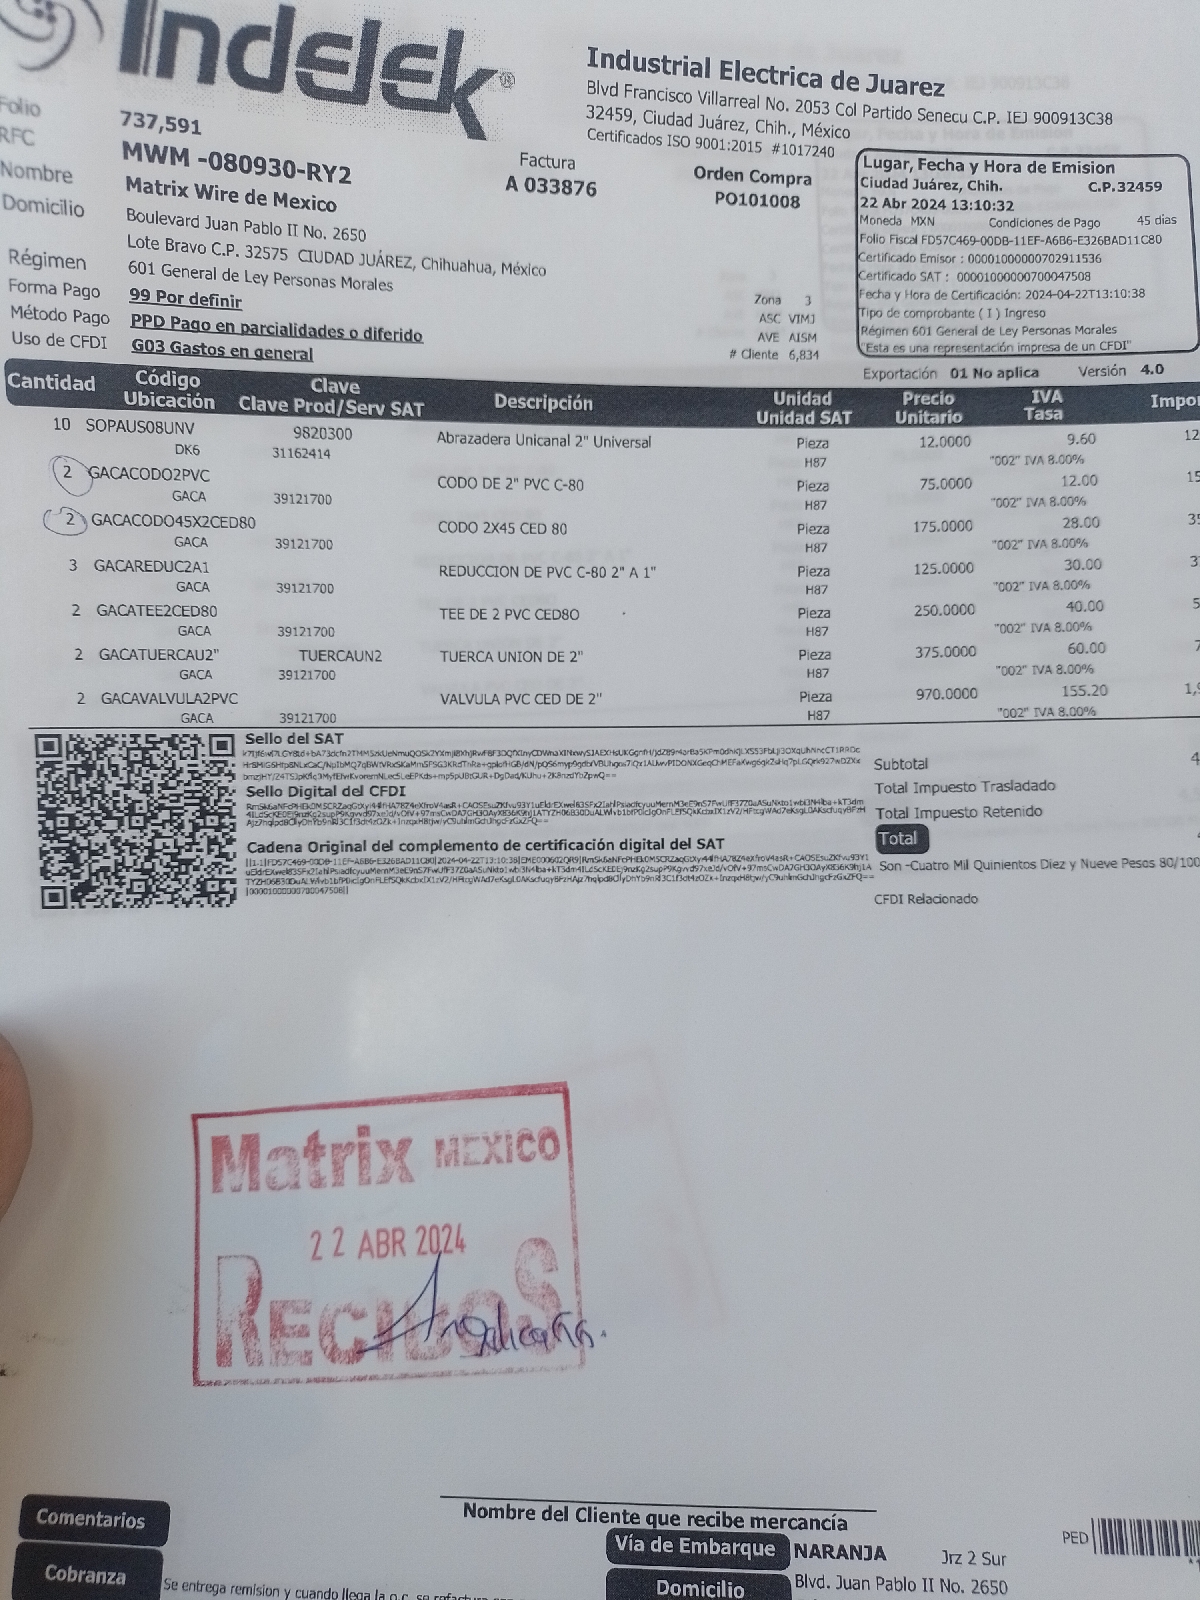 Indelek®
Industrial Electrica de Juarez
Blvd Francisco Villarreal No. 2053 Col Partido Senecu C.P. IEJ 900913C38
32459, Ciudad Juárez, Chih., México
Certificados ISO 9001:2015 #1017240
Folio 737,591
RFC MWM -080930-RY2
Nombre Matrix Wire de Mexico
Domicilio Boulevard Juan Pablo II No. 2650
Lote Bravo C.P. 32575 CIUDAD JUÁREZ, Chihuahua, México
Régimen 601 General de Ley Personas Morales
Forma Pago 99 Por definir
Método Pago PPD Pago en parcialidades o diferido
Uso de CFDI G03 Gastos en general
Factura
A 033876
Orden Compra
PO101008
Zona 3
ASC VIMJ
AVE AISM
# Cliente 6,834
Lugar, Fecha y Hora de Emision
Ciudad Juárez, Chih. C.P.32459
22 Abr 2024 13:10:32
Moneda MXN Condiciones de Pago 45 dias
Folio Fiscal FD57C469-00DB-11EF-A6B6-E326BAD11C80
Certificado Emisor : 00001000000702911536
Certificado SAT : 00001000000700047508
Fecha y Hora de Certificación: 2024-04-22T13:10:38
Tipo de comprobante ( I ) Ingreso
Régimen 601 General de Ley Personas Morales
"Esta es una representación impresa de un CFDI"
Exportación 01 No aplica Versión 4.0
Cantidad Código Ubicación Clave Clave Prod/Serv SAT Descripción Unidad Unidad SAT Precio Unitario IVA Tasa Impor
10 SOPAUS08UNV 9820300 Abrazadera Unicanal 2" Universal Pieza 12.0000 9.60 12
DK6 31162414 H87 "002" IVA 8.00%
2 GACACODO2PVC CODO DE 2" PVC C-80 Pieza 75.0000 12.00 15
GACA 39121700 H87 "002" IVA 8.00%
2 GACACODO45X2CED80 CODO 2X45 CED 80 Pieza 175.0000 28.00 35
GACA 39121700 H87 "002" IVA 8.00%
3 GACAREDUC2A1 REDUCCION DE PVC C-80 2" A 1" Pieza 125.0000 30.00 37
GACA 39121700 H87 "002" IVA 8.00%
2 GACATEE2CED80 TEE DE 2 PVC CED80 Pieza 250.0000 40.00 5
GACA 39121700 H87 "002" IVA 8.00%
2 GACATUERCAU2" TUERCAUN2 TUERCA UNION DE 2" Pieza 375.0000 60.00 7
GACA 39121700 H87 "002" IVA 8.00%
2 GACAVALVULA2PVC VALVULA PVC CED DE 2" Pieza 970.0000 155.20 1,9
GACA 39121700 H87 "002" IVA 8.00%
Sello del SAT
Sello Digital del CFDI
Cadena Original del complemento de certificación digital del SAT
Subtotal 4
Total Impuesto Trasladado
Total Impuesto Retenido
Total
Son -Cuatro Mil Quinientos Diez y Nueve Pesos 80/100
CFDI Relacionado
Matrix MEXICO
22 ABR 2024
RECIBOS
Nombre del Cliente que recibe mercancía
Comentarios
Cobranza
Se entrega remision y cuando llega la o.c. se
Vía de Embarque NARANJA Jrz 2 Sur
Domicilio Blvd. Juan Pablo II No. 2650
PED